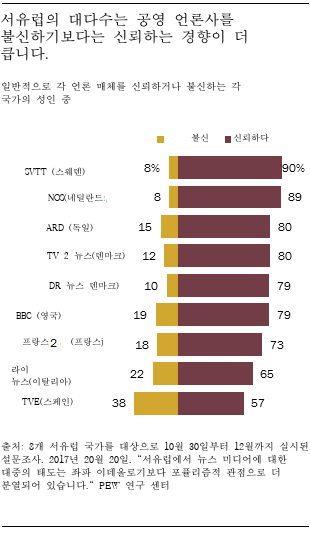 서유럽의 대다수는 공영 언론사를
불신하기보다는 신뢰하는 경향이 더
큽니다.
일반적으로 각 언론 매체를 신뢰하거나 불신하는 각
국가의 성인 중
불신 신뢰하다
SVTT (스웨덴) 8% 90%
NOS(네덜란드) 8 89
ARD (독일) 15 80
TV 2 뉴스(덴마크) 12 80
DR 뉴스 덴마크) 10 79
BBC (영국) 19 79
프랑스 2 (프랑스) 18 73
라이
뉴스(이탈리아) 22 65
TVE(스페인) 38 57
출처: 8개 서유럽 국가를 대상으로 10월 30일부터 12월까지 실시된
설문조사. 2017년 20월 20일. "서유럽에서 뉴스 미디어에 대한
대중의 태도는 좌파 이데올로기보다 포퓰리즘적 관점으로 더
분열되어 있습니다." PEW 연구 센터